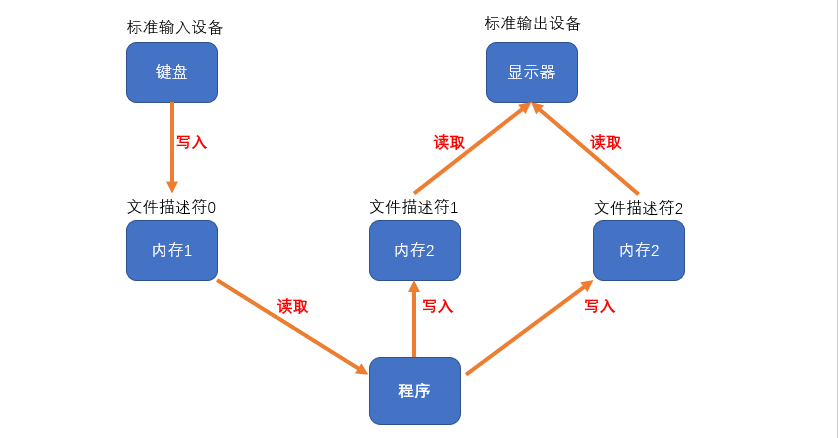 标准输入设备
标准输出设备
键盘
显示器
写入
读取
读取
文件描述符0
文件描述符1
文件描述符2
内存1
内存2
内存2
读取
写入
写入
程序